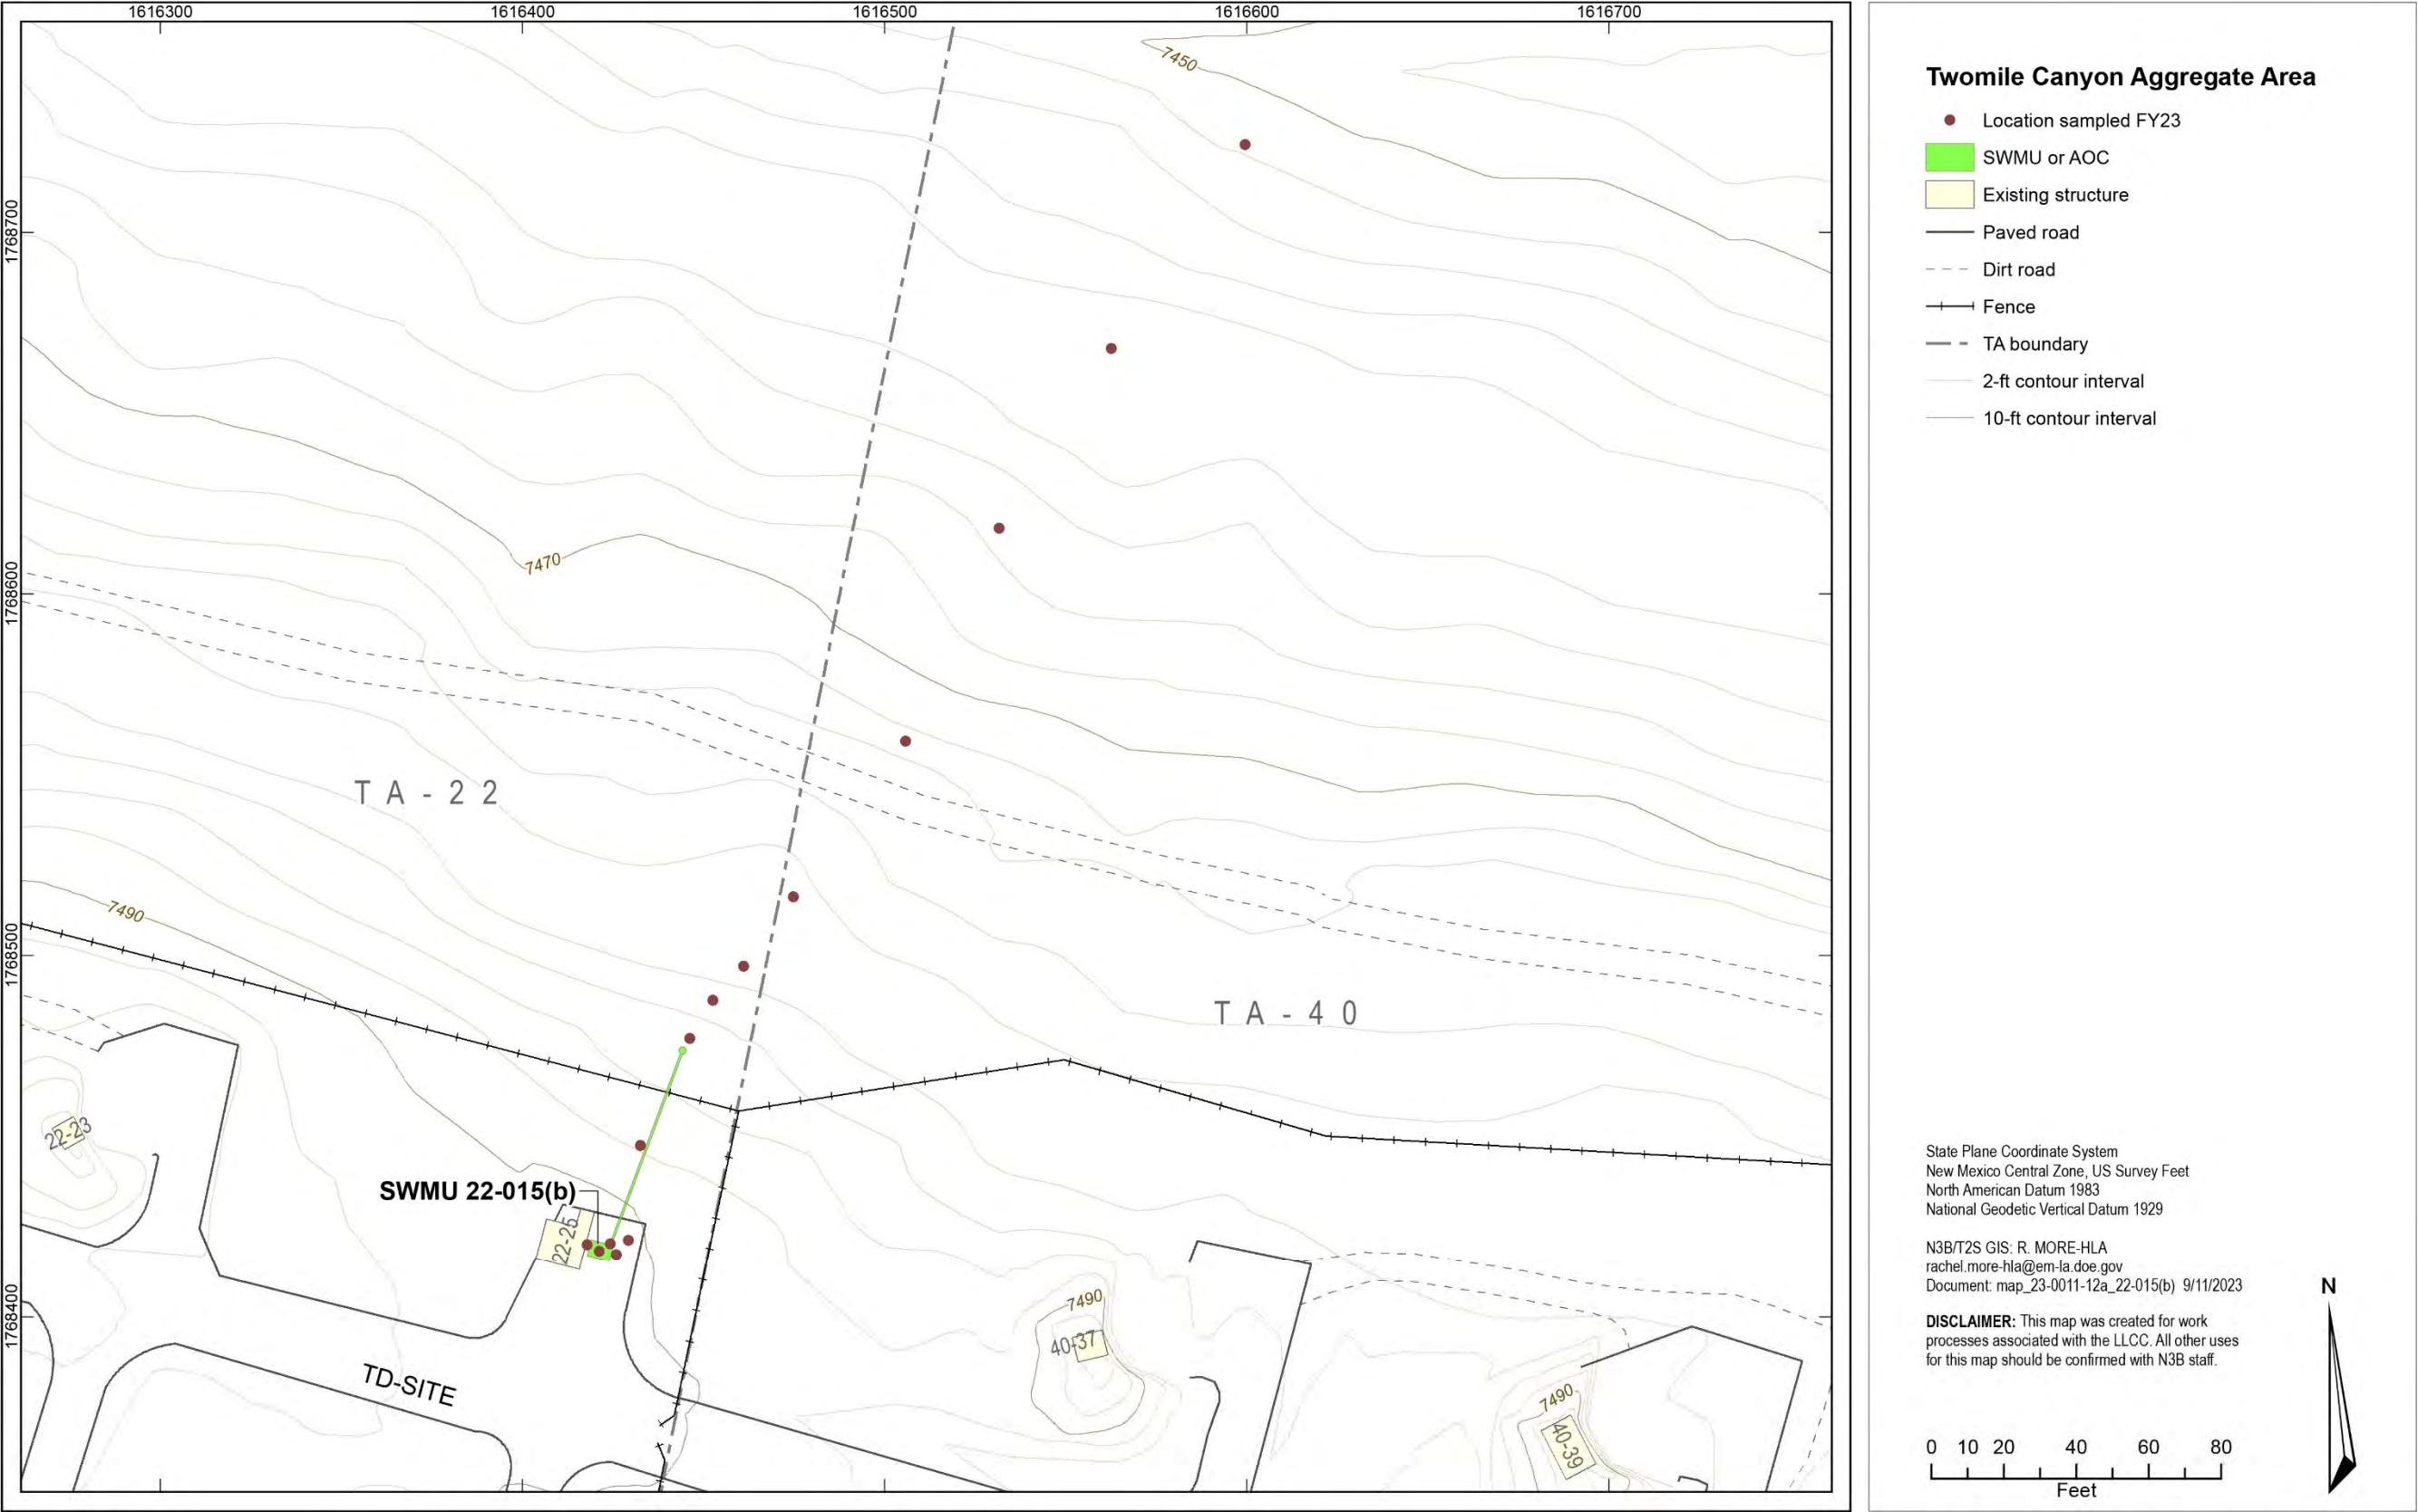 1616300
1616400
1616500
1616600
1616700
1768700
1768600
1768500
1768400
7450
7470
TA-22
7490
TA-40
22-23
SWMU 22-015(b)
22-25
7490
40-37
TD-SITE
7490
40-39
Twomile Canyon Aggregate Area
Location sampled FY23
SWMU or AOC
Existing structure
Paved road
Dirt road
Fence
TA boundary
2-ft contour interval
10-ft contour interval
State Plane Coordinate System
New Mexico Central Zone, US Survey Feet
North American Datum 1983
National Geodetic Vertical Datum 1929
N3B/T2S GIS: R. MORE-HLA
rachel.more-hla@em-la.doe.gov
Document: map_23-0011-12a_22-015(b) 9/11/2023
DISCLAIMER: This map was created for work
processes associated with the LLCC. All other uses
for this map should be confirmed with N3B staff.
N
0 10 20 40 60 80
Feet